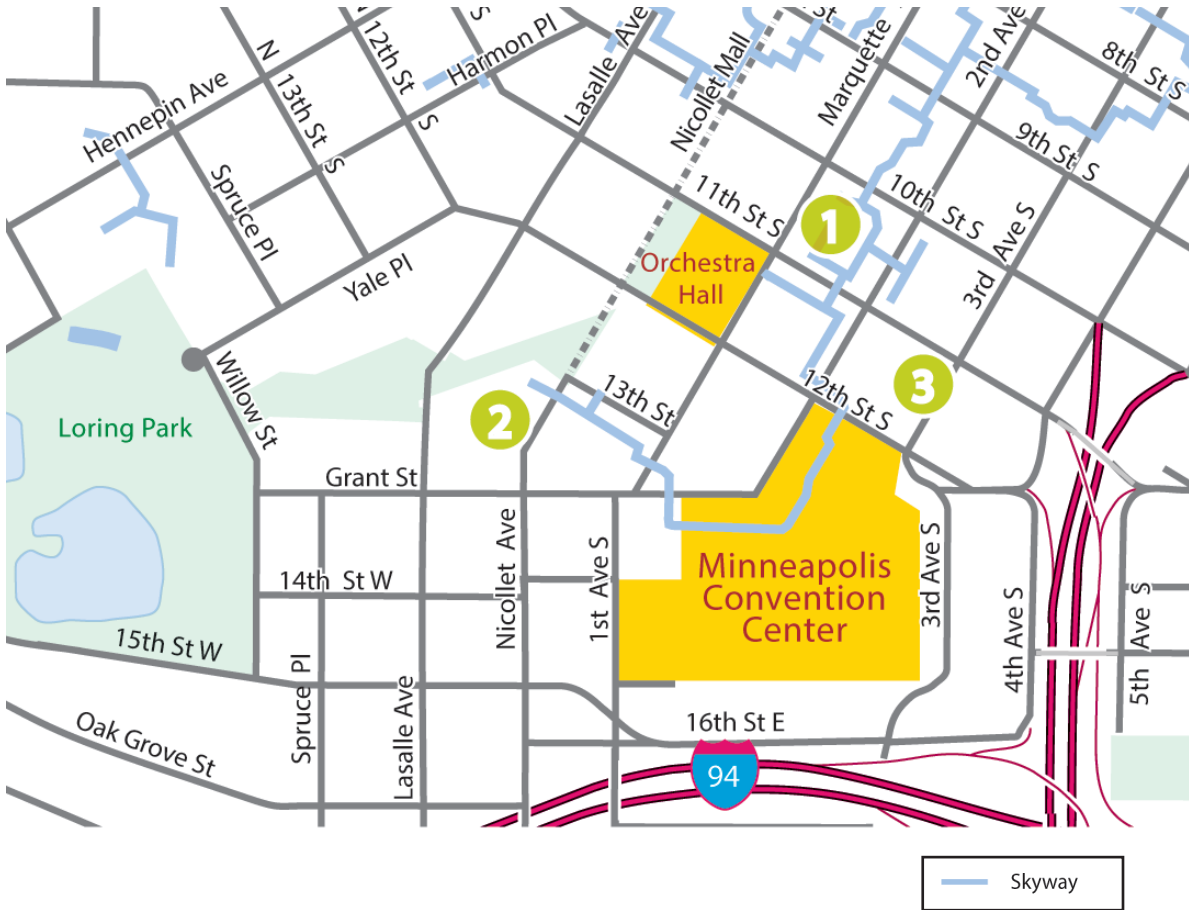 Hennepin Ave
N
13th St S
12th St S
S
Harmon Pl
Lasalle Ave
Nicollet Mall
St
Marquette
2nd Ave
8th St S
9th St S
10th St S
11th St S
3rd Ave S
Spruce Pl
Yale Pl
1
Orchestra
Hall
Willow St
Loring Park
2
13th St
12th St S
3
Grant St
14th St W
15th St W
Nicollet Ave
1st Ave S
Minneapolis
Convention
Center
3rd Ave S
4th Ave S
5th Ave S
Oak Grove St
Spruce Pl
Lasalle Ave
16th St E
94
Skyway